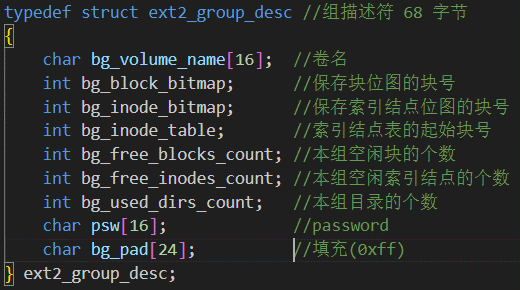 typedef struct ext2_group_desc //组描述符 68 字节
{
char bg_volume_name[16]; //卷名
int bg_block_bitmap; //保存块位图的块号
int bg_inode_bitmap; //保存索引结点位图的块号
int bg_inode_table; //索引结点表的起始块号
int bg_free_blocks_count; //本组空闲块的个数
int bg_free_inodes_count; //本组空闲索引结点的个数
int bg_used_dirs_count; //本组目录的个数
char psw[16]; //password
char bg_pad[24]; //填充(0xff)
} ext2_group_desc;